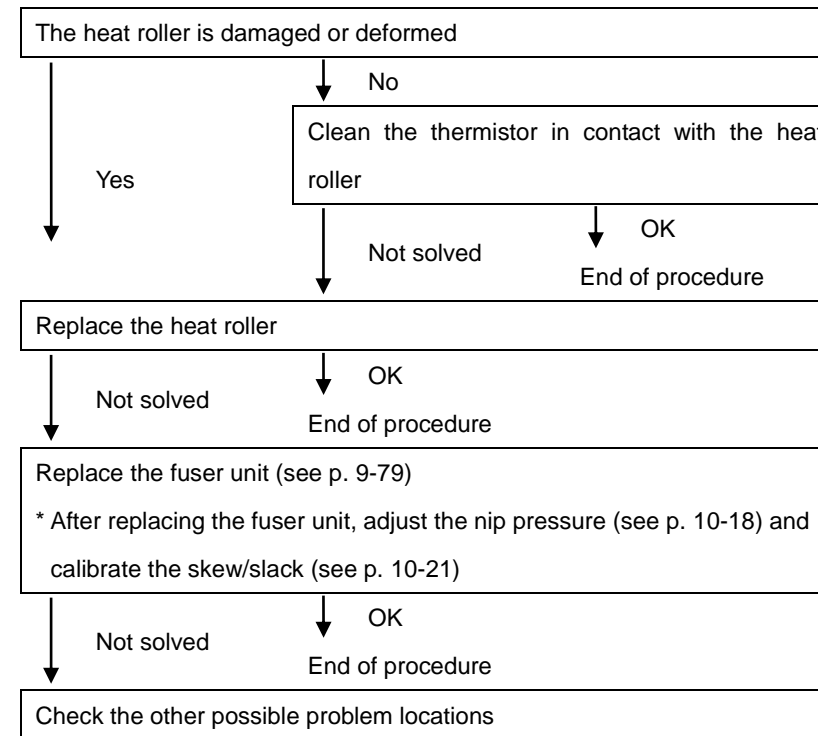 The heat roller is damaged or deformed
No
Clean the thermistor in contact with the heat
roller
Yes
OK
Not solved
End of procedure
Replace the heat roller
OK
Not solved
End of procedure
Replace the fuser unit (see p. 9-79)
* After replacing the fuser unit, adjust the nip pressure (see p. 10-18) and
calibrate the skew/slack (see p. 10-21)
OK
Not solved
End of procedure
Check the other possible problem locations